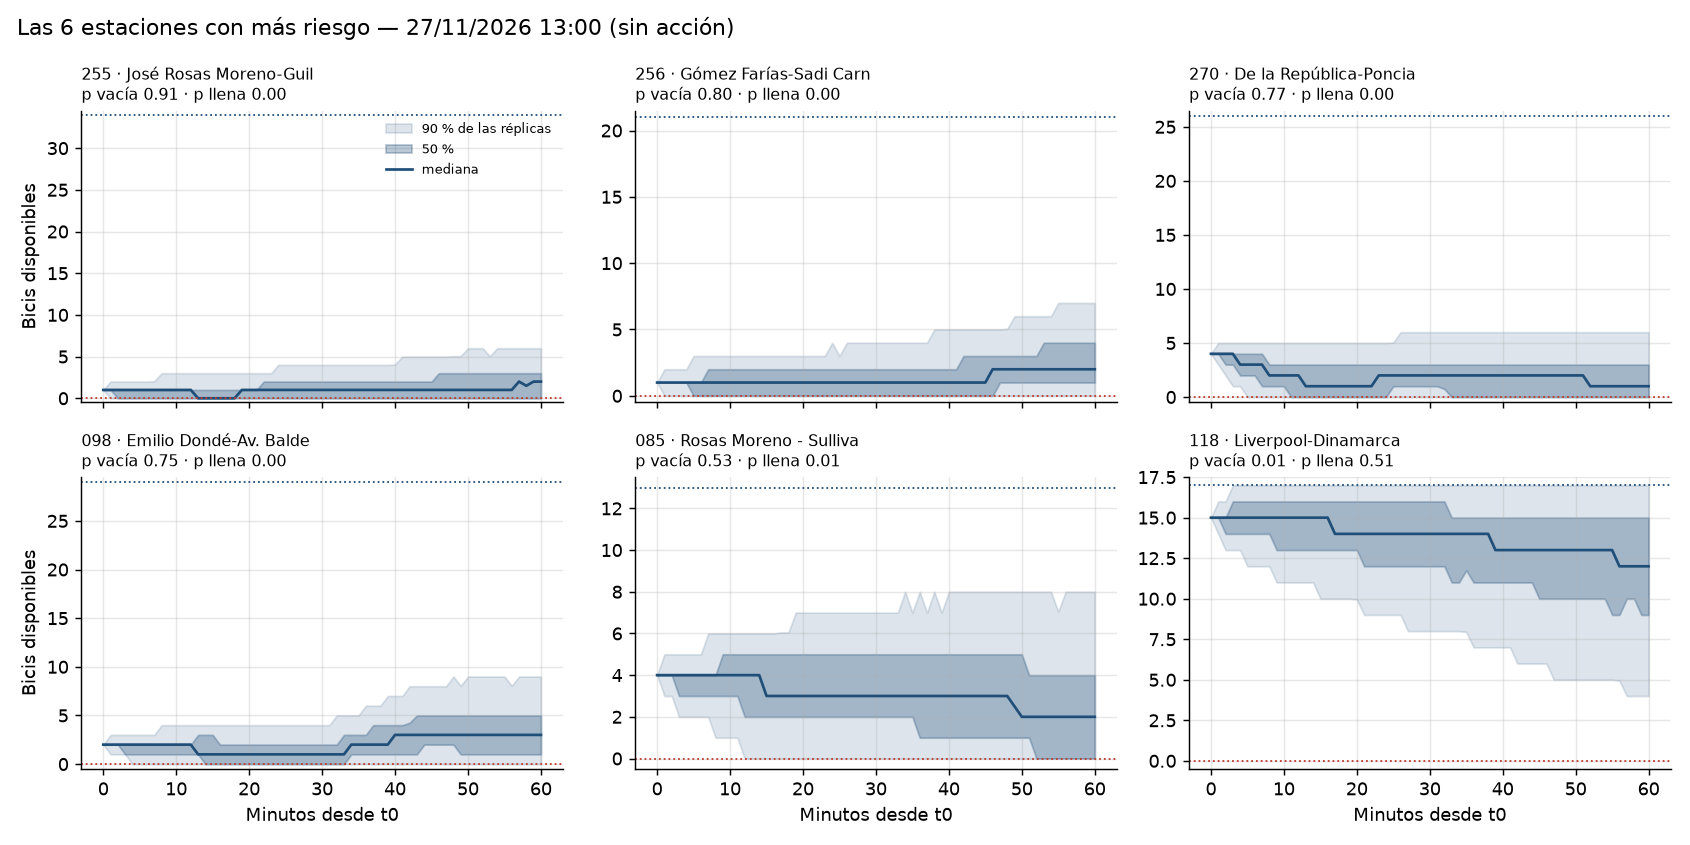 Las 6 estaciones con más riesgo — 27/11/2026 13:00 (sin acción)
255 · José Rosas Moreno-Guil
p vacía 0.91 · p llena 0.00
90 % de las réplicas
50 %
mediana
30
25
20
15
10
5
0
Bicis disponibles
256 · Gómez Farías-Sadi Carn
p vacía 0.80 · p llena 0.00
20
15
10
5
0
270 · De la República-Poncia
p vacía 0.77 · p llena 0.00
25
20
15
10
5
0
098 · Emilio Dondé-Av. Balde
p vacía 0.75 · p llena 0.00
25
20
15
10
5
0
Bicis disponibles
0 10 20 30 40 50 60
Minutos desde t0
085 · Rosas Moreno - Sulliva
p vacía 0.53 · p llena 0.01
12
10
8
6
4
2
0
0 10 20 30 40 50 60
Minutos desde t0
118 · Liverpool-Dinamarca
p vacía 0.01 · p llena 0.51
17.5
15.0
12.5
10.0
7.5
5.0
2.5
0.0
0 10 20 30 40 50 60
Minutos desde t0